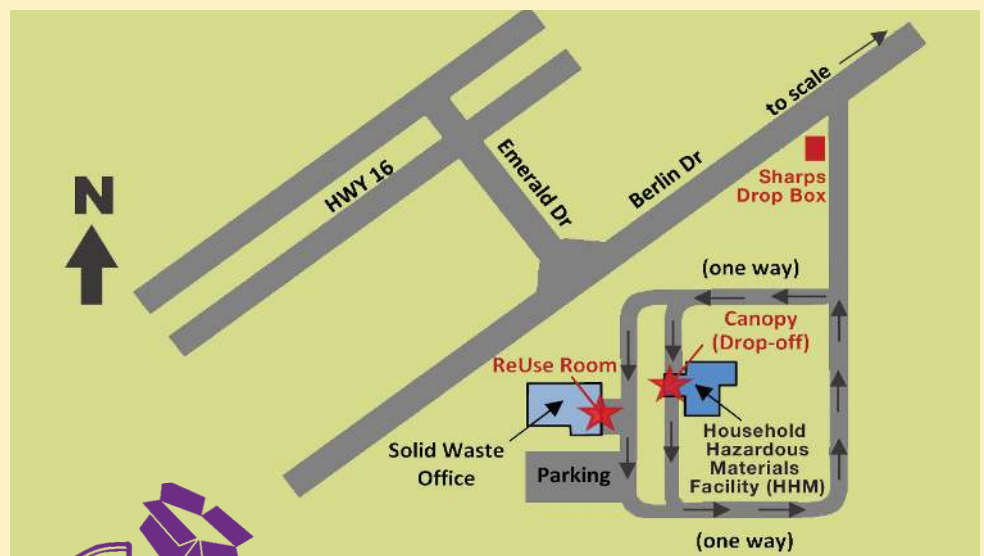 to scale
Emerald Dr
Berlin Dr
HWY 16
Sharps
Drop Box
N
(one way)
Canopy
(Drop-off)
ReUse Room
Household
Hazardous
Materials
Facility (HHM)
Solid Waste
Office
Parking
(one way)